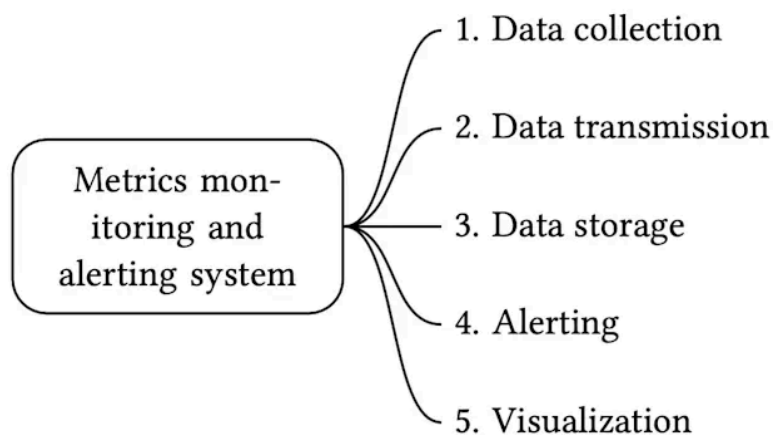 Metrics mon-
itoring and
alerting system
1. Data collection
2. Data transmission
3. Data storage
4. Alerting
5. Visualization